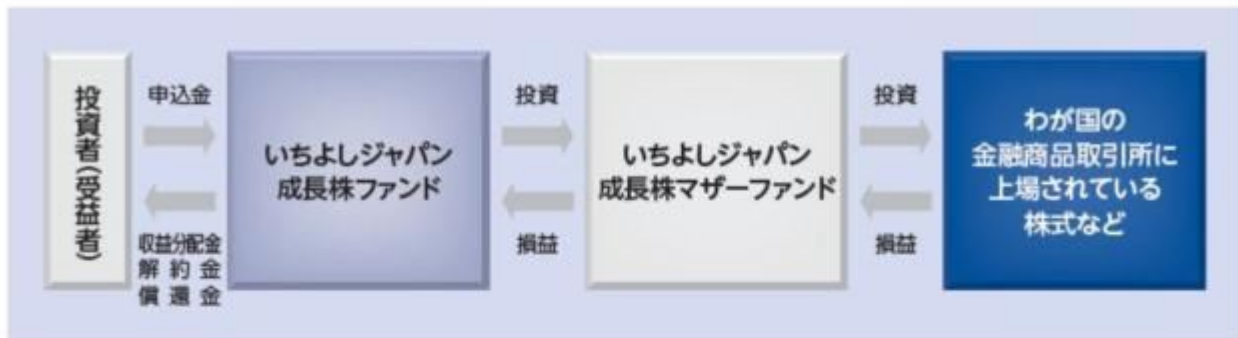 投資者(受益者)
申込金
収益分配金
解約金
償還金
いちよしジャパン
成長株ファンド
投資
損益
いちよしジャパン
成長株マザーファンド
投資
損益
わが国の
金融商品取引所に
上場されている
株式など